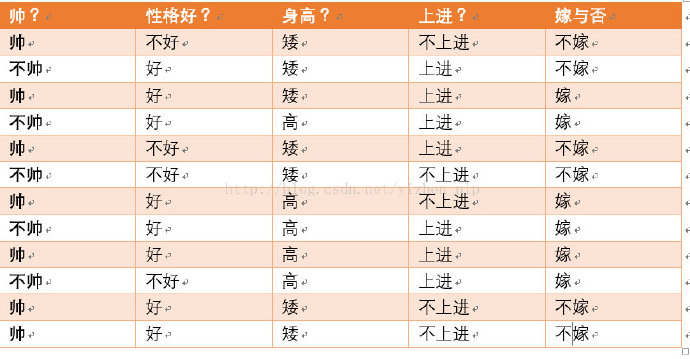 帅？ 性格好？ 身高？ 上进？ 嫁与否
帅 不好 矮 不上进 不嫁
不帅 好 矮 上进 不嫁
帅 好 矮 上进 嫁
不帅 好 高 上进 嫁
帅 不好 矮 上进 不嫁
不帅 不好 矮 不上进 不嫁
帅 好 高 不上进 嫁
不帅 好 高 上进 嫁
帅 好 高 上进 嫁
不帅 不好 高 上进 嫁
帅 好 矮 不上进 不嫁
帅 好 矮 不上进 不嫁